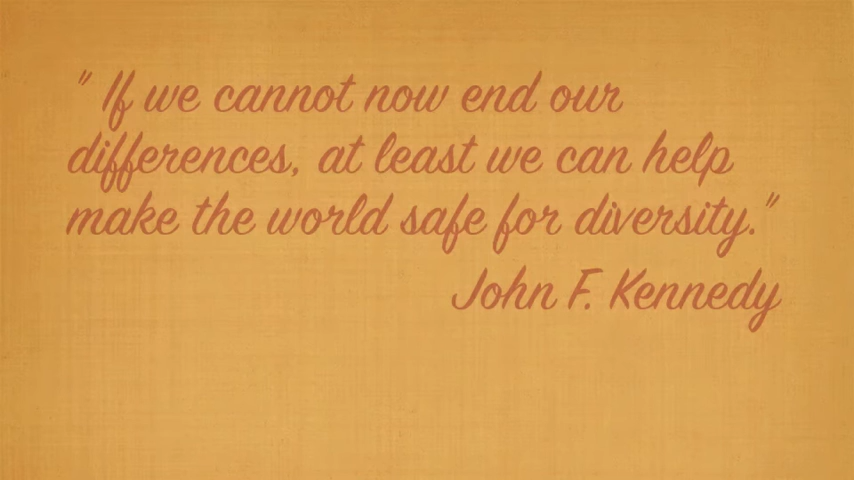 " If we cannot now end our
differences, at least we can help
make the world safe for diversity."
John F. Kennedy